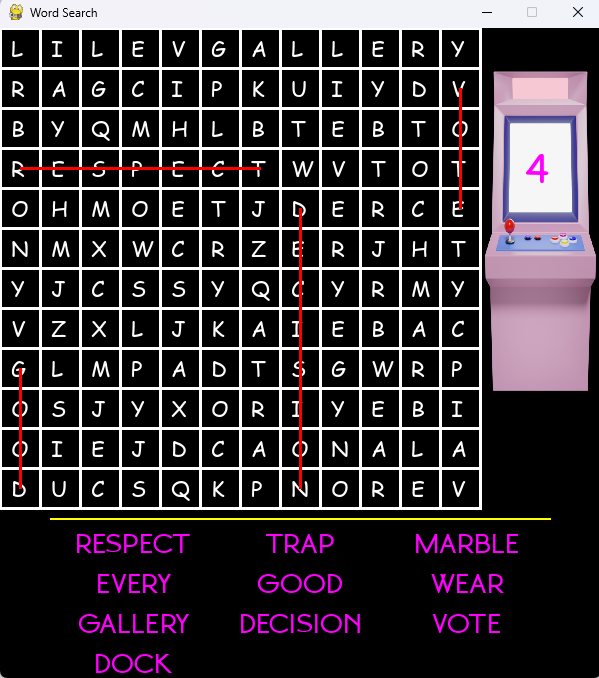 Word Search
L I L E V G A L L E R Y
R A G C I P K U I Y D V
B Y Q M H L B T E B T O
R E S P E C T W V T O T
O H M O E T J D E R C E
N M X W C R Z E R J H T
Y J C S S Y Q C Y R M Y
V Z X L J K A I E B A C
G L M P A D T S G W R P
O S J Y X O R I Y E B I
O I E J D C A O N A L A
D U C S Q K P N O R E V
4
RESPECT TRAP MARBLE
EVERY GOOD WEAR
GALLERY DECISION VOTE
DOCK